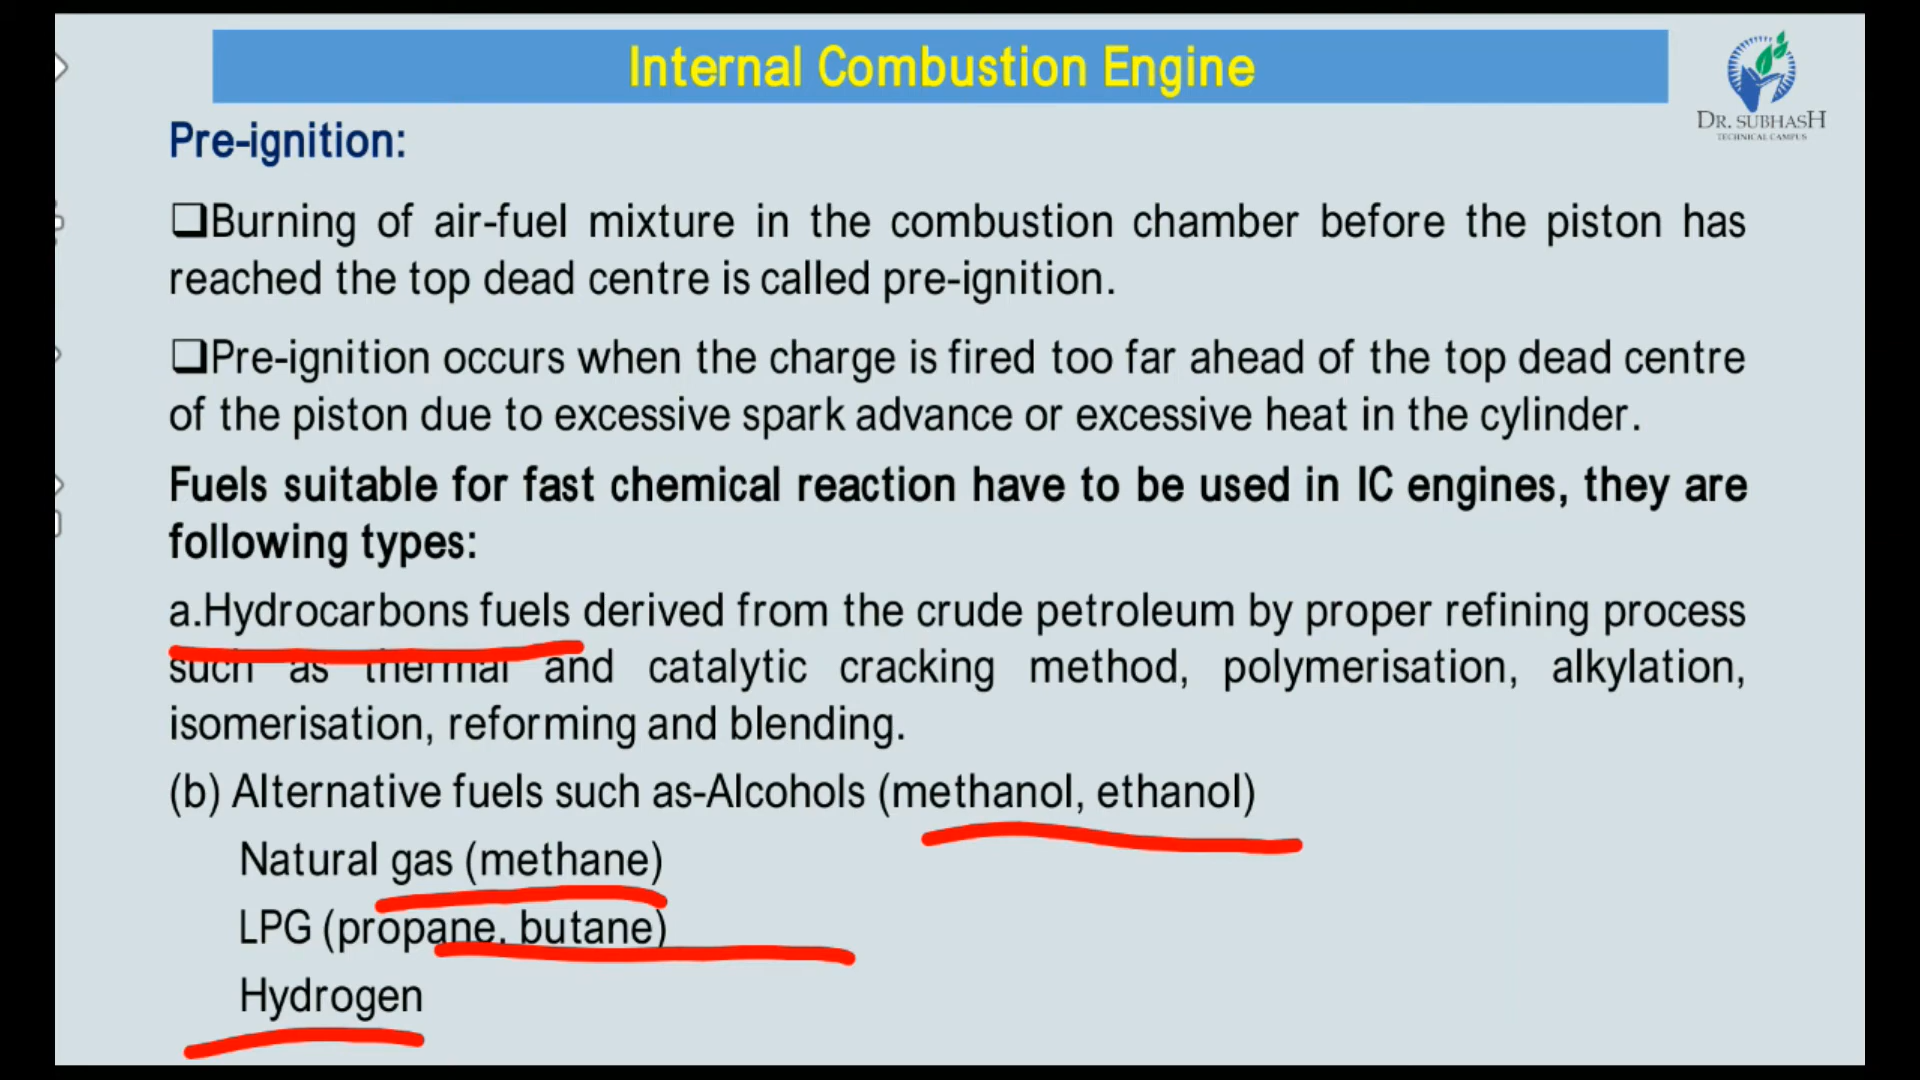 Internal Combustion Engine
DR. SUBHASH
TECHNICAL CAMPUS
Pre-ignition:
❑Burning of air-fuel mixture in the combustion chamber before the piston has
reached the top dead centre is called pre-ignition.
❑Pre-ignition occurs when the charge is fired too far ahead of the top dead centre
of the piston due to excessive spark advance or excessive heat in the cylinder.
Fuels suitable for fast chemical reaction have to be used in IC engines, they are
following types:
a.Hydrocarbons fuels derived from the crude petroleum by proper refining process
such as thermal and catalytic cracking method, polymerisation, alkylation,
isomerisation, reforming and blending.
(b) Alternative fuels such as-Alcohols (methanol, ethanol)
Natural gas (methane)
LPG (propane, butane)
Hydrogen